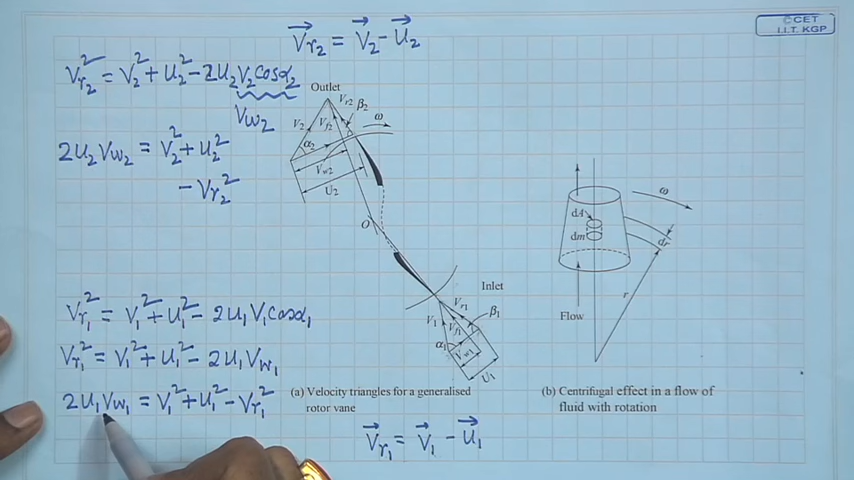 ©CET
I.I.T. KGP
V⃗r₂ = V⃗₂ - U⃗₂
Vr₂² = V₂² + U₂² - 2U₂V₂cosα₂
Vw₂
2U₂Vw₂ = V₂² + U₂²
- Vr₂²
Outlet
Vr2
β2
ω
V2
Vf2
α2
Vw2
U2
O
Inlet
Vr1
β1
V1
Vf1
α1
Vw1
U1
ω
dA
dm
dr
r
Flow
Vr₁² = V₁² + U₁² - 2U₁V₁cosα₁
Vr₁² = V₁² + U₁² - 2U₁Vw₁
2U₁Vw₁ = V₁² + U₁² - Vr₁²
(a) Velocity triangles for a generalised
rotor vane
(b) Centrifugal effect in a flow of
fluid with rotation
V⃗r₁ = V⃗₁ - U⃗₁